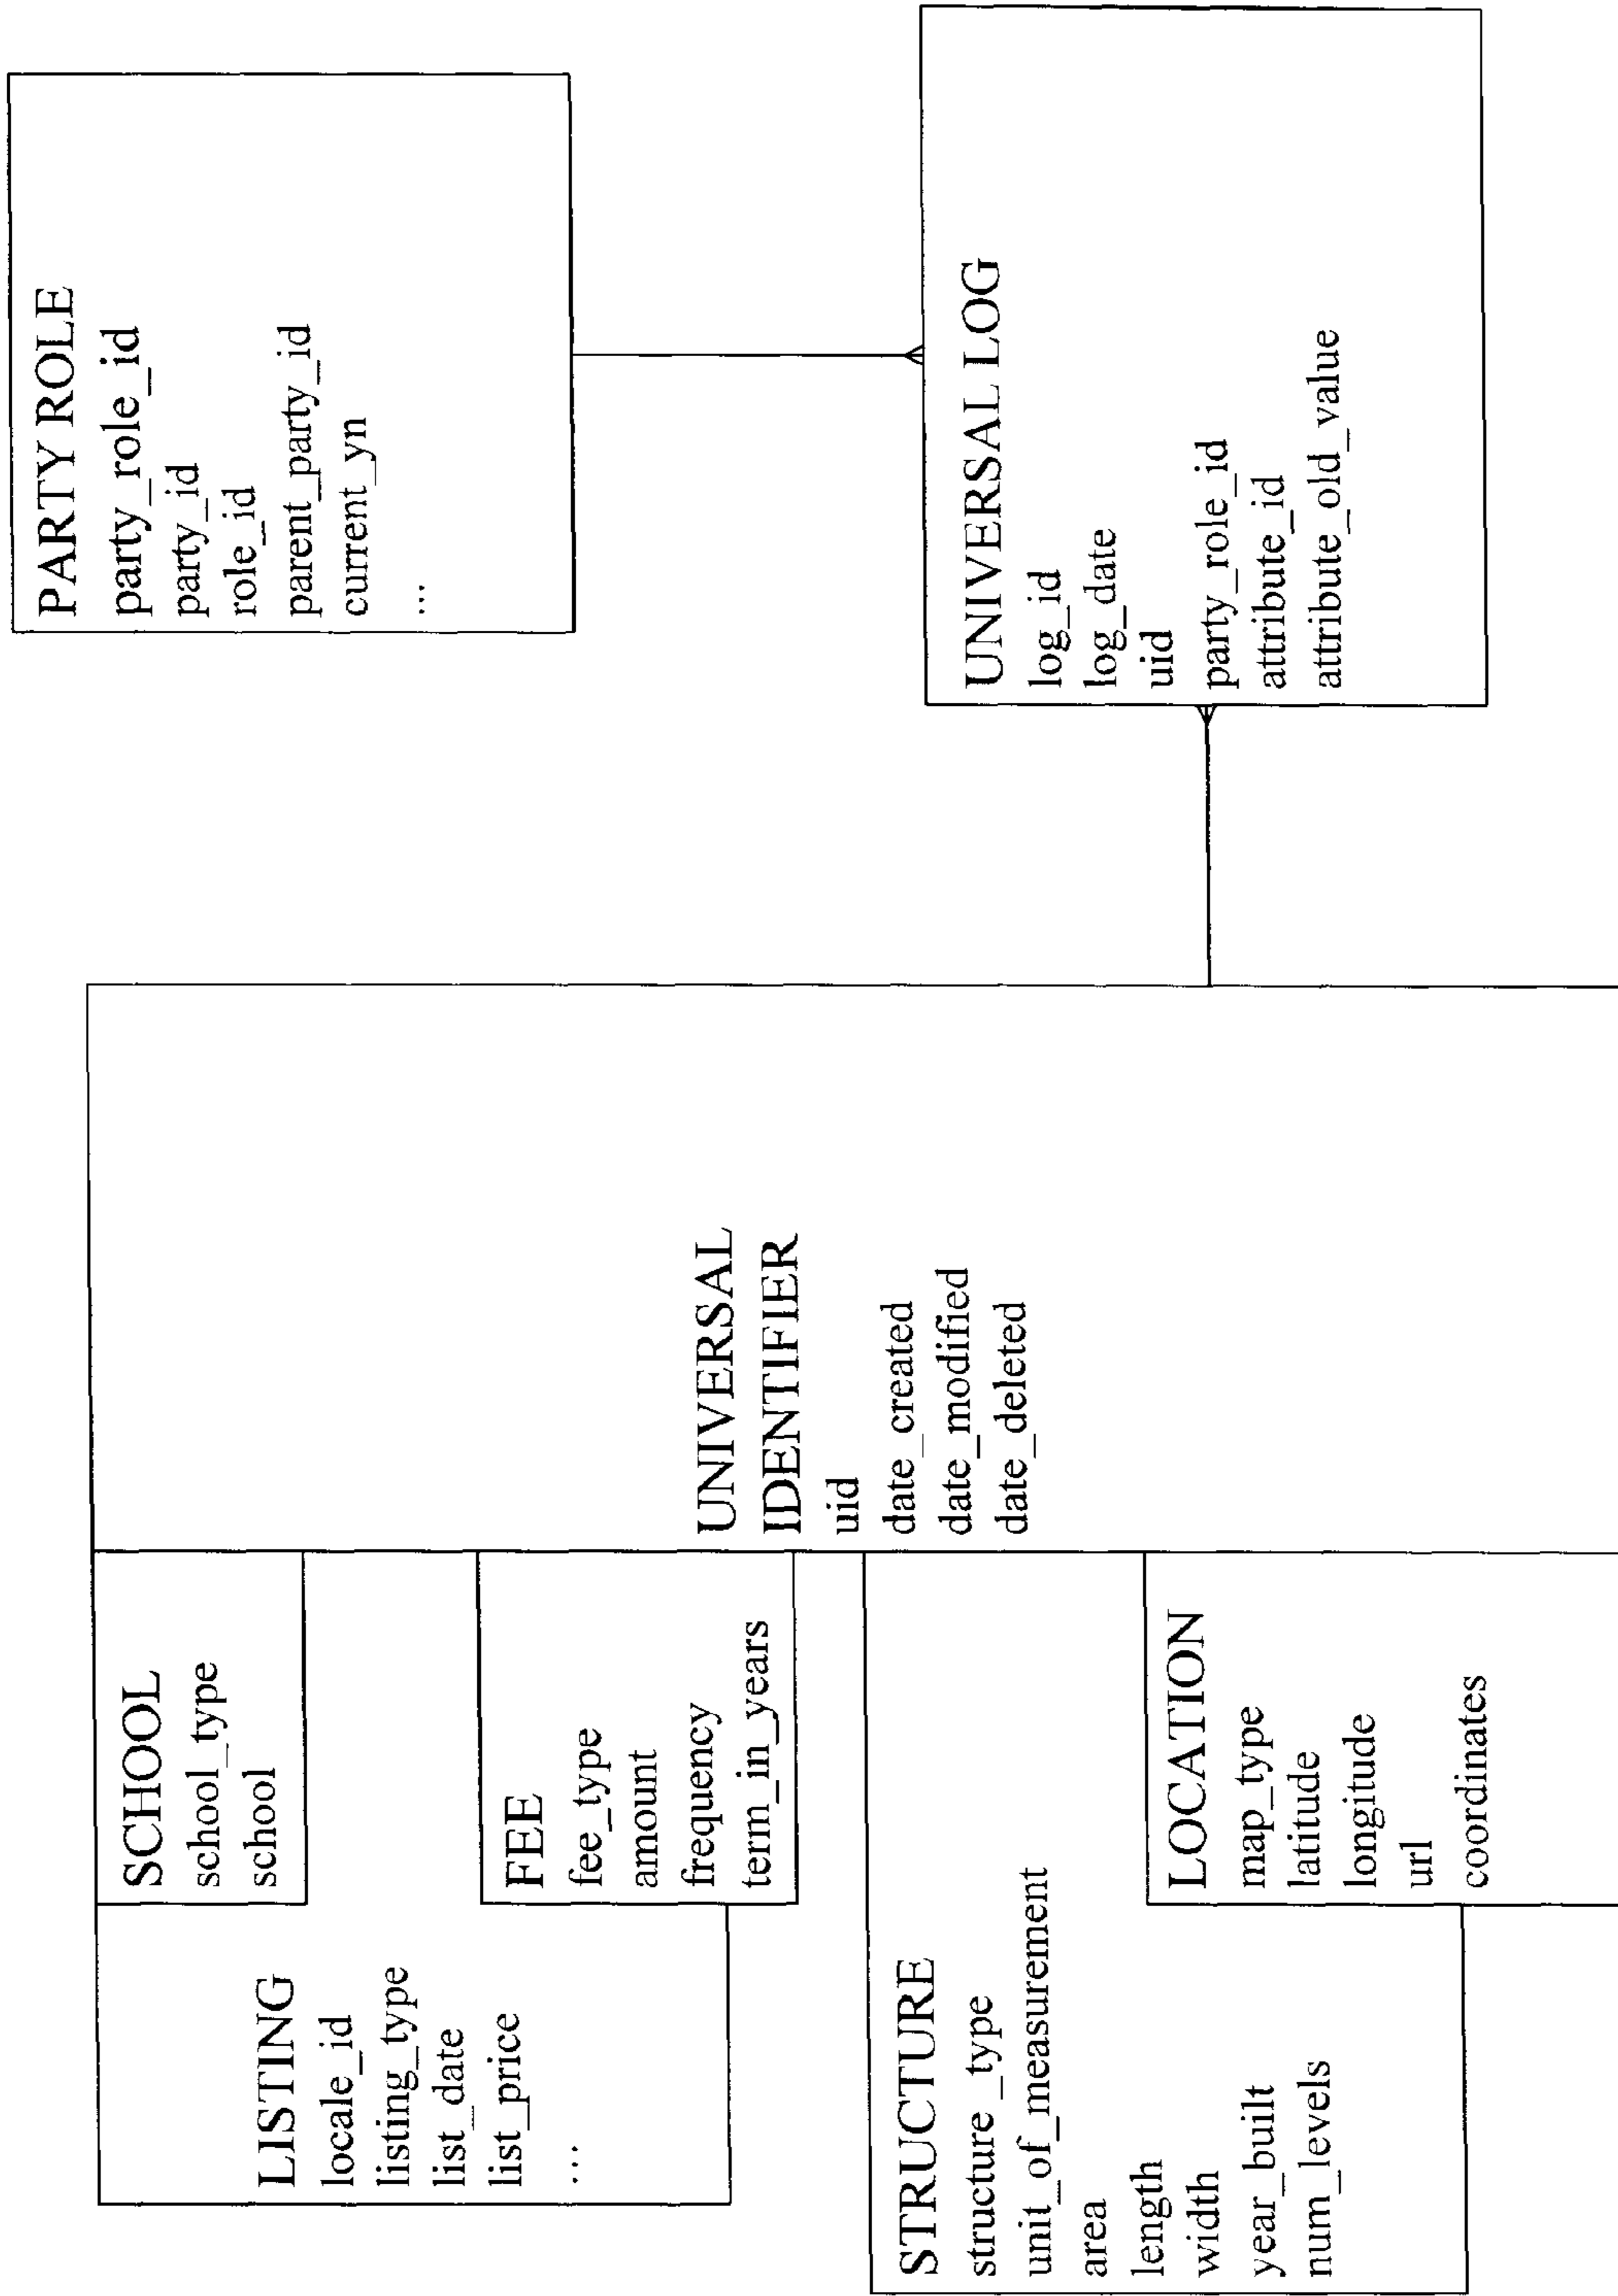 LISTING
locale_id
listing_type
list_date
list_price
...
SCHOOL
school_type
school
FEE
fee_type
amount
frequency
term_in_years
STRUCTURE
structure_type
unit_of_measurement
area
length
width
year_built
num_levels
LOCATION
map_type
latitude
longitude
url
coordinates
UNIVERSAL
IDENTIFIER
uid
date_created
date_modified
date_deleted
PARTY ROLE
party_role_id
party_id
role_id
parent_party_id
current_yn
...
UNIVERSAL LOG
log_id
log_date
uid
party_role_id
attribute_id
attribute_old_value